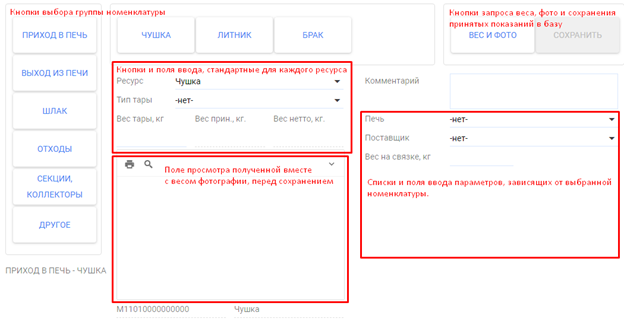 Кнопки выбора группы номенклатуры
Кнопки запроса веса, фото и сохранения
принятых показаний в базу
ПРИХОД В ПЕЧЬ
ЧУШКА
ЛИТНИК
БРАК
ВЕС И ФОТО
СОХРАНИТЬ
ВЫХОД ИЗ ПЕЧИ
ШЛАК
ОТХОДЫ
СЕКЦИИ,
КОЛЛЕКТОРЫ
ДРУГОЕ
ПРИХОД В ПЕЧЬ - ЧУШКА
Кнопки и поля ввода, стандартные для каждого ресурса
Ресурс
Чушка
Тип тары
-нет-
Вес тары, кг.
Вес прин., кг.
Вес нетто, кг.
Поле просмотра полученной вместе
с весом фотографии, перед сохранением
М11010000000000
Чушка
Комментарий
Печь
-нет-
Поставщик
-нет-
Вес на связке, кг
Списки и поля ввода параметров, зависящих от выбранной
номенклатуры.